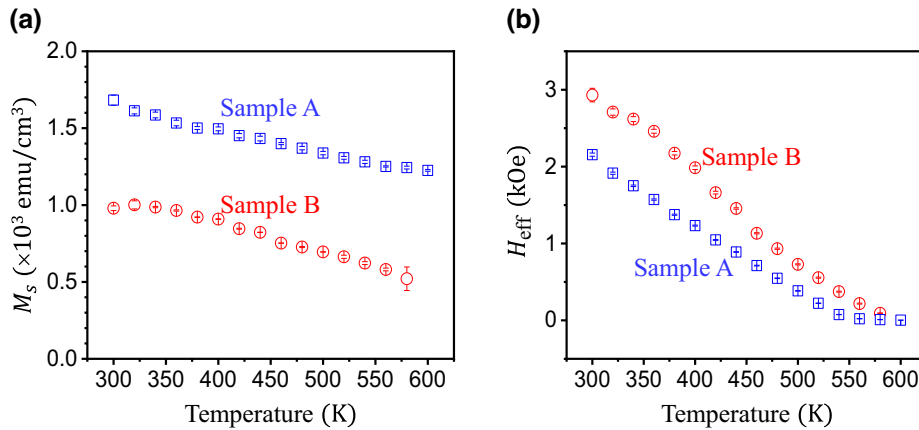 (a)
2.0
1.5
1.0
0.5
0.0
M_s (×10³ emu/cm³)
Sample A
Sample B
300 350 400 450 500 550 600
Temperature (K)
(b)
3
2
1
0
H_eff (kOe)
Sample B
Sample A
300 350 400 450 500 550 600
Temperature (K)